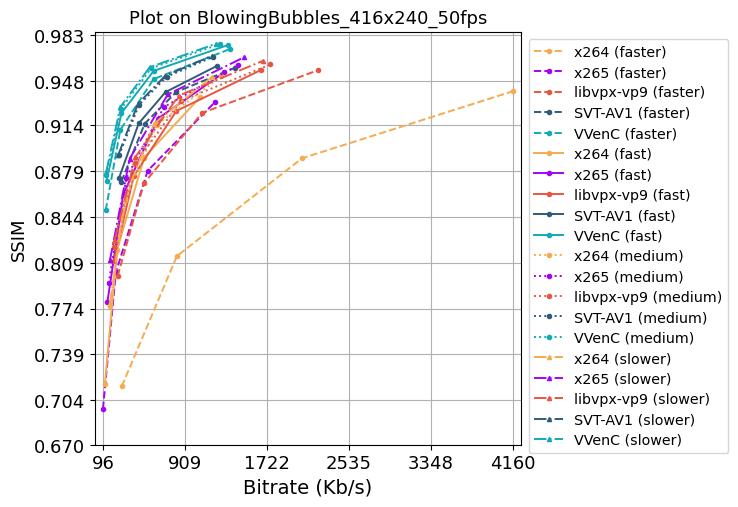 Plot on BlowingBubbles_416x240_50fps
0.983
0.948
0.914
0.879
0.844
0.809
0.774
0.739
0.704
0.670
SSIM
96 909 1722 2535 3348 4160
Bitrate (Kb/s)
x264 (faster)
x265 (faster)
libvpx-vp9 (faster)
SVT-AV1 (faster)
VVenC (faster)
x264 (fast)
x265 (fast)
libvpx-vp9 (fast)
SVT-AV1 (fast)
VVenC (fast)
x264 (medium)
x265 (medium)
libvpx-vp9 (medium)
SVT-AV1 (medium)
VVenC (medium)
x264 (slower)
x265 (slower)
libvpx-vp9 (slower)
SVT-AV1 (slower)
VVenC (slower)